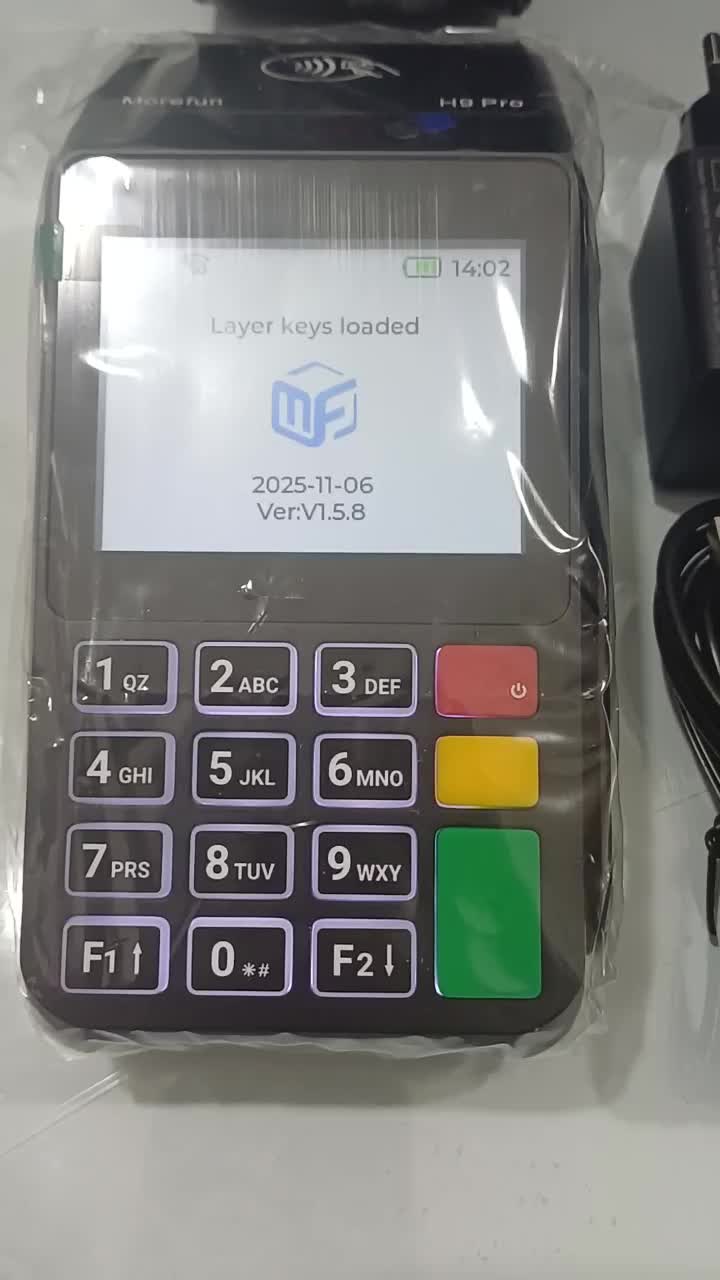 Morefun H9 Pro
14:02
Layer keys loaded
MF
2025-11-06
Ver:V1.5.8
1 QZ 2 ABC 3 DEF
4 GHI 5 JKL 6 MNO
7 PRS 8 TUV 9 WXY
F1↑ 0 *# F2↓